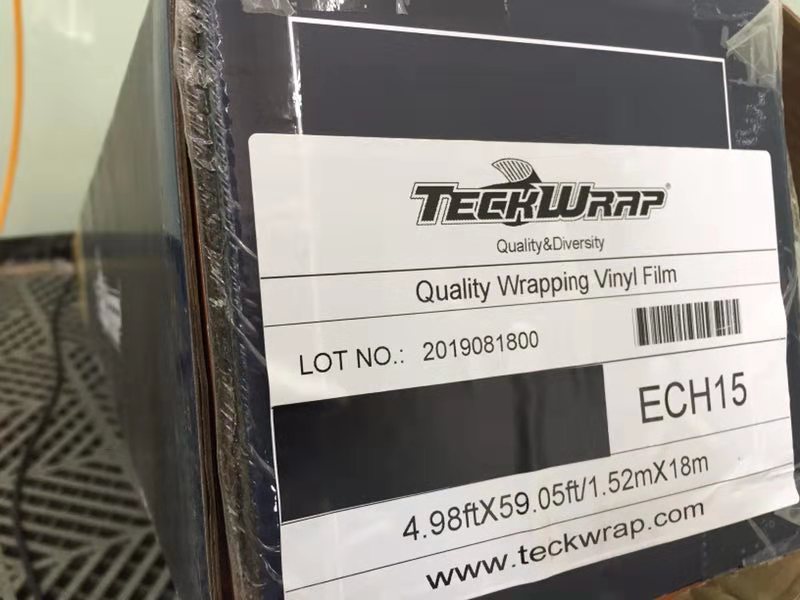 TECKWRAP®
Quality&Diversity
Quality Wrapping Vinyl Film
LOT NO.: 2019081800
ECH15
4.98ftX59.05ft/1.52mX18m
www.teckwrap.com